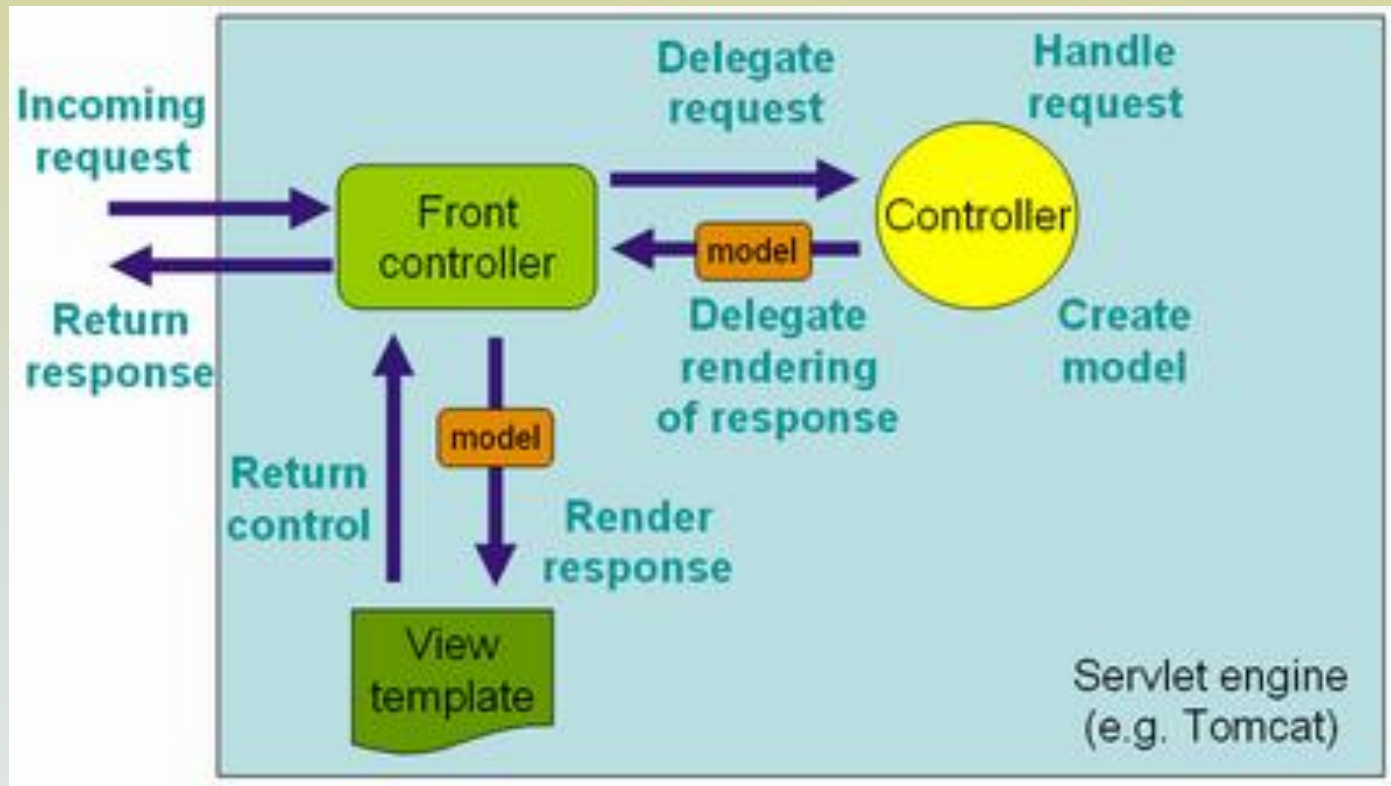 Incoming
request
Delegate
request
Handle
request
Front
controller
Controller
model
Return
response
Delegate
rendering
of response
Create
model
model
Return
control
Render
response
View
template
Servlet engine
(e.g. Tomcat)